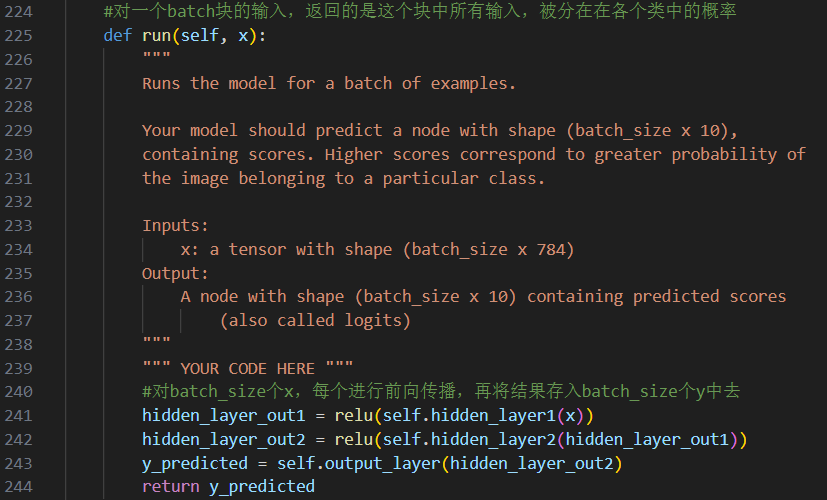 224 #对一个batch块的输入，返回的是这个块中所有输入，被分在在各个类中的概率
225 def run(self, x):
226 """
227 Runs the model for a batch of examples.
228
229 Your model should predict a node with shape (batch_size x 10),
230 containing scores. Higher scores correspond to greater probability of
231 the image belonging to a particular class.
232
233 Inputs:
234 x: a tensor with shape (batch_size x 784)
235 Output:
236 A node with shape (batch_size x 10) containing predicted scores
237 (also called logits)
238 """
239 """ YOUR CODE HERE """
240 #对batch_size个x，每个进行前向传播，再将结果存入batch_size个y中去
241 hidden_layer_out1 = relu(self.hidden_layer1(x))
242 hidden_layer_out2 = relu(self.hidden_layer2(hidden_layer_out1))
243 y_predicted = self.output_layer(hidden_layer_out2)
244 return y_predicted